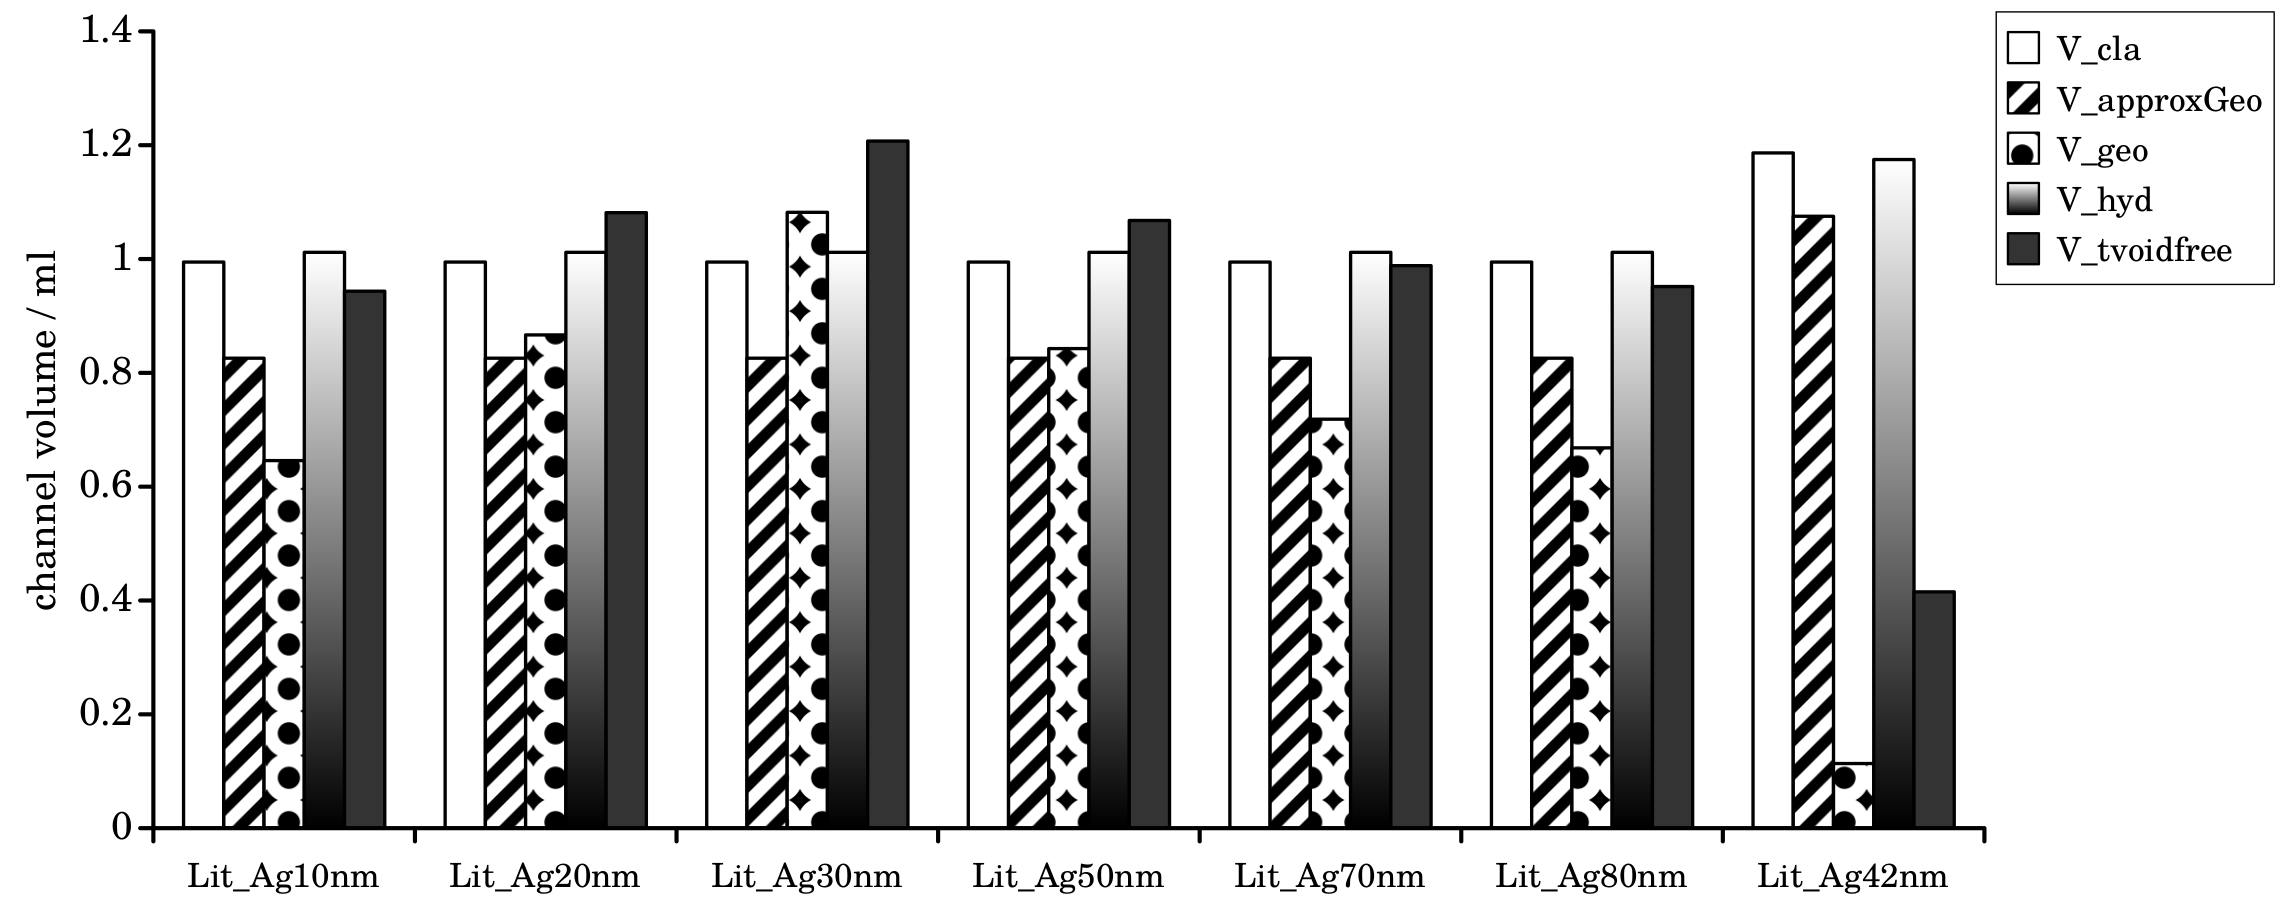 1.4
1.2
1
0.8
0.6
0.4
0.2
0
channel volume / ml
Lit_Ag10nm
Lit_Ag20nm
Lit_Ag30nm
Lit_Ag50nm
Lit_Ag70nm
Lit_Ag80nm
Lit_Ag42nm
V_cla
V_approxGeo
V_geo
V_hyd
V_tvoidfree